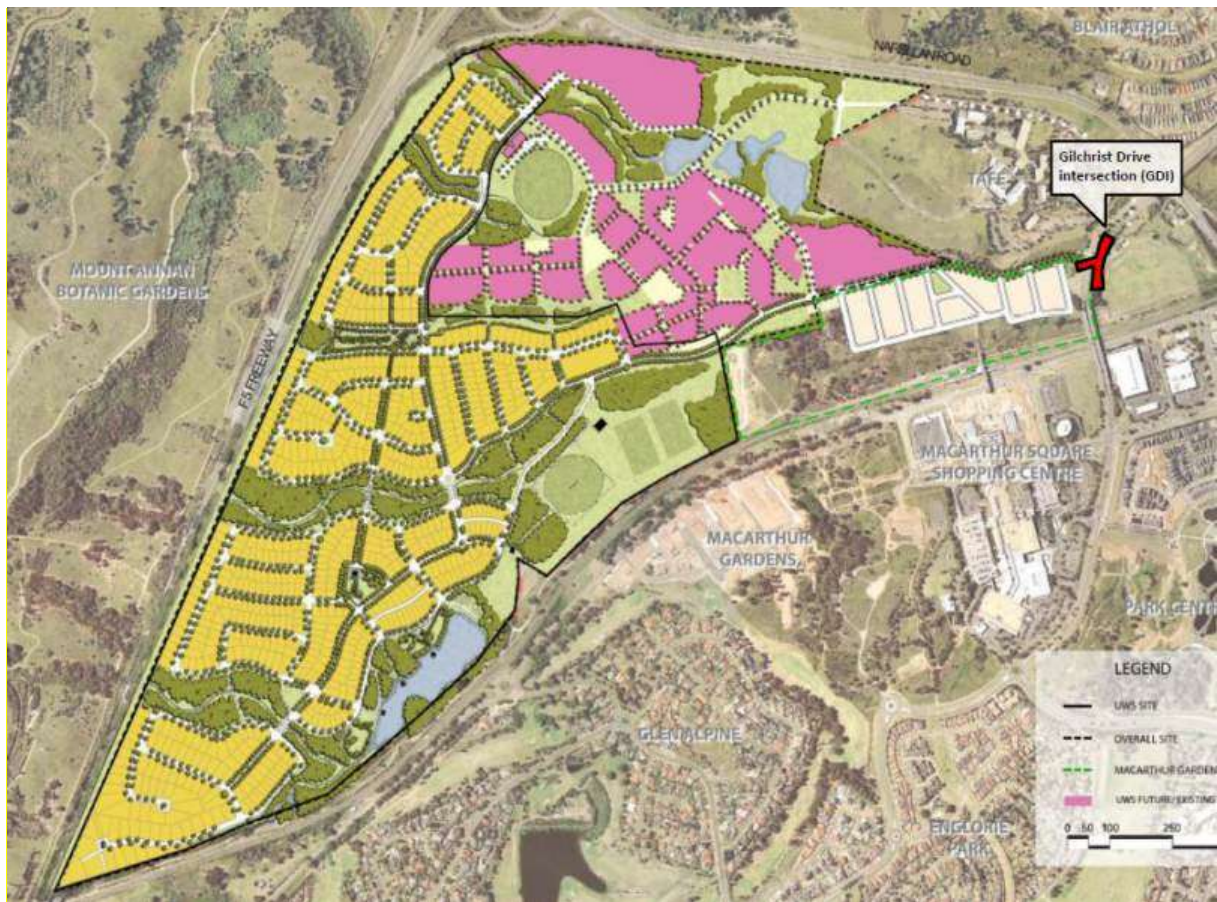 BLAIR ATHOL
NARELLAN ROAD
Gilchrist Drive
intersection (GDI)
TAFE
MOUNT ANNAN
BOTANIC GARDENS
F5 FREEWAY
MACARTHUR SQUARE
SHOPPING CENTRE
MACARTHUR
GARDENS
PARK CENTR
GLEN ALPINE
ENGLORIE
PARK
LEGEND
UWS SITE
OVERALL SITE
MACARTHUR GARDEN
UWS FUTURE/EXISTING
0 50 100 250